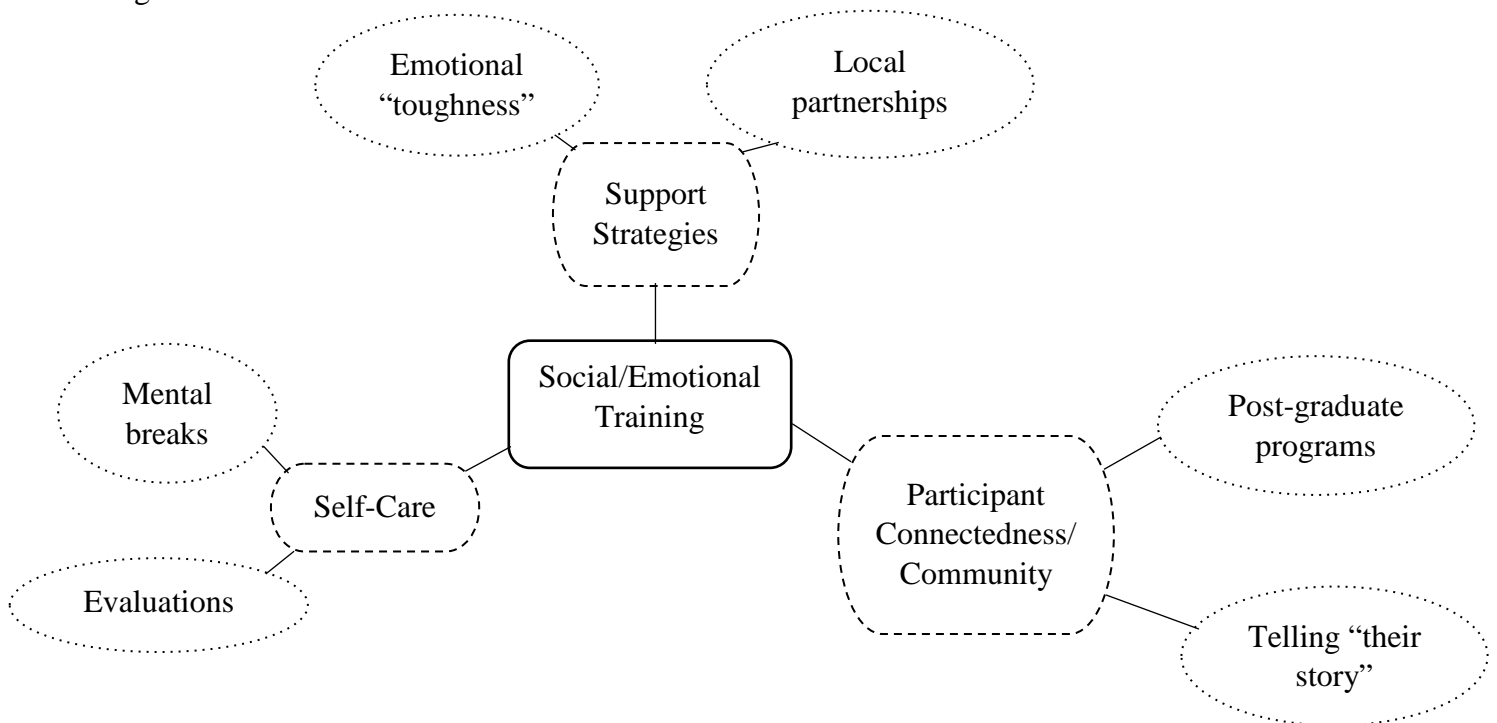 Emotional
“toughness”
Local
partnerships
Support
Strategies
Social/Emotional
Training
Mental
breaks
Self-Care
Evaluations
Participant
Connectedness/
Community
Post-graduate
programs
Telling “their
story”